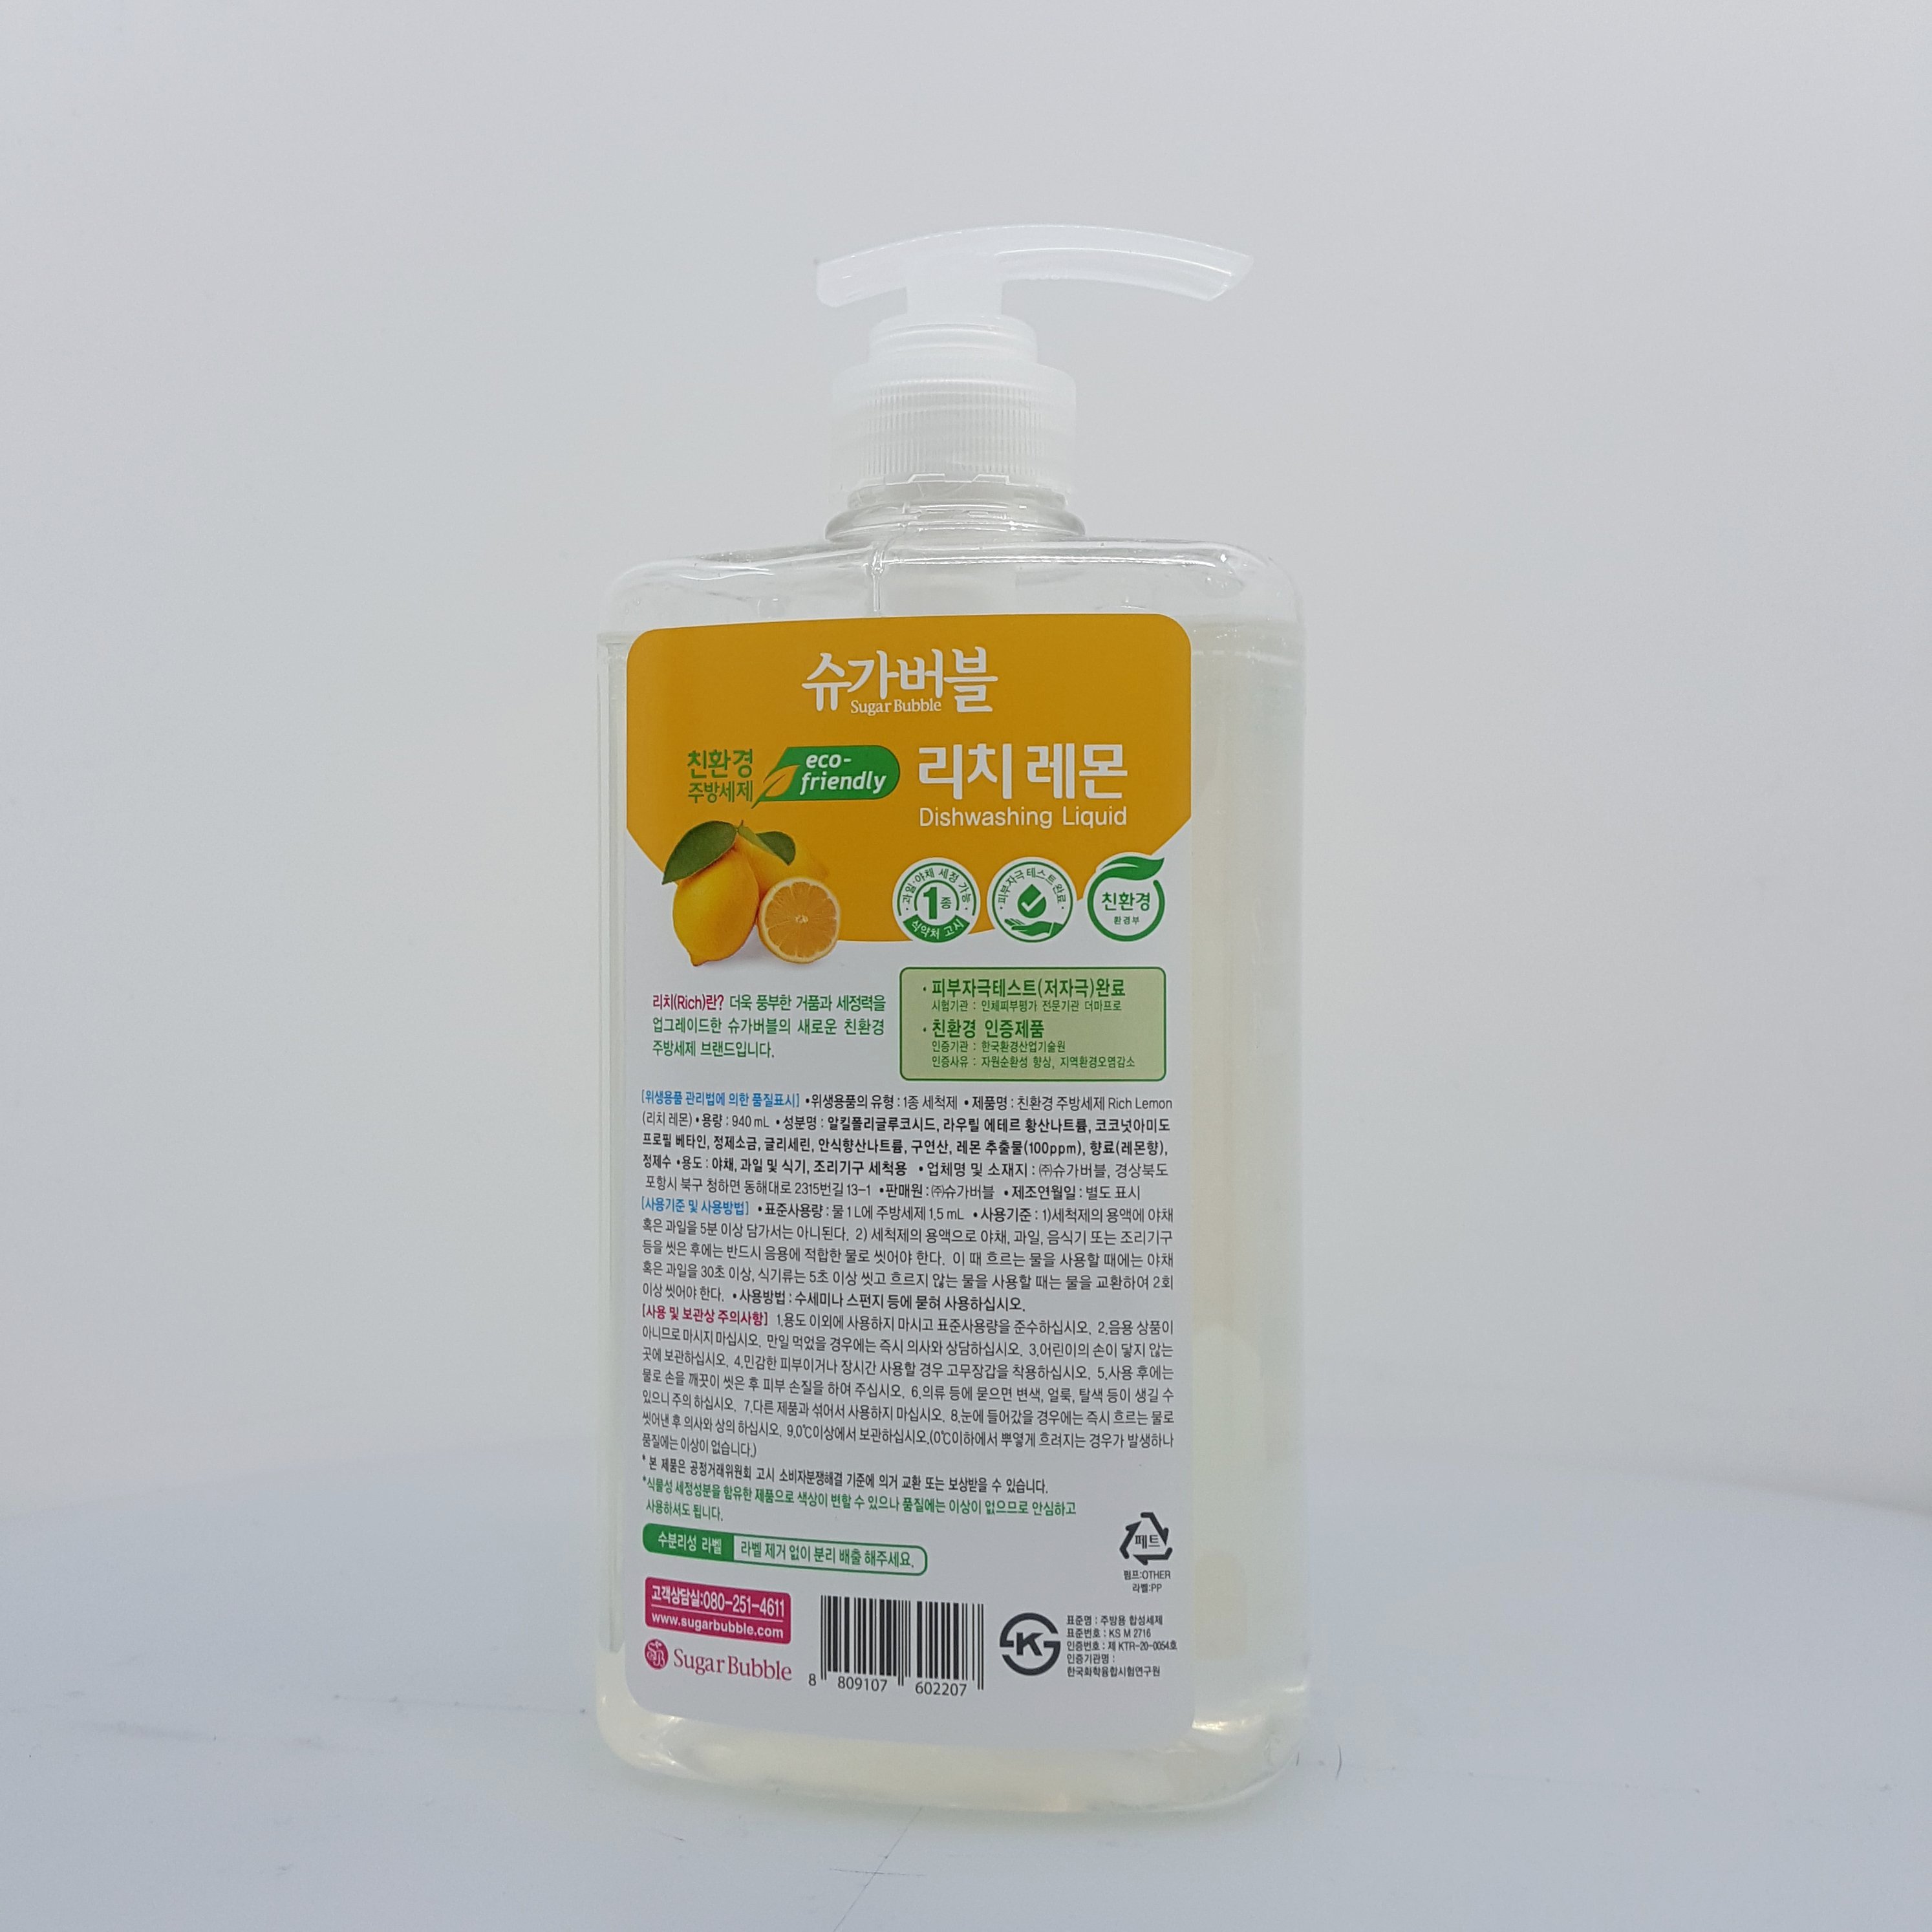 슈가버블
Sugar Bubble
친환경
주방세제
eco-
friendly
리치 레몬
Dishwashing Liquid
과일·야채 세정 가능
1종
식약처 고시
피부자극 테스트 완료
친환경
환경부
리치(Rich)란? 더욱 풍부한 거품과 세정력을
업그레이드한 슈가버블의 새로운 친환경
주방세제 브랜드입니다.
· 피부자극테스트(저자극)완료
시험기관 : 인체피부평가 전문기관 더마프로
· 친환경 인증제품
인증기관 : 한국환경산업기술원
인증사유 : 자원순환성 향상, 지역환경오염감소
[위생용품 관리법에 의한 품질표시] •위생용품의 유형 : 1종 세척제 •제품명 : 친환경 주방세제 Rich Lemon
(리치 레몬) •용량 : 940 mL •성분명 : 알킬폴리글루코시드, 라우릴 에테르 황산나트륨, 코코넛아미도
프로필 베타인, 정제소금, 글리세린, 안식향산나트륨, 구연산, 레몬 추출물(100ppm), 향료(레몬향),
정제수 •용도 : 야채, 과일 및 식기, 조리기구 세척용 •업체명 및 소재지 : ㈜슈가버블, 경상북도
포항시 북구 청하면 동해대로 2315번길 13-1 •판매원 : ㈜슈가버블 •제조연월일 : 별도 표시
[사용기준 및 사용방법] •표준사용량 : 물 1 L에 주방세제 1.5 mL •사용기준 : 1)세척제의 용액에 야채
혹은 과일을 5분 이상 담가서는 아니된다. 2) 세척제의 용액으로 야채, 과일, 음식기 또는 조리기구
등을 씻은 후에는 반드시 음용에 적합한 물로 씻어야 한다. 이 때 흐르는 물을 사용할 때에는 야채
혹은 과일을 30초 이상, 식기류는 5초 이상 씻고 흐르지 않는 물을 사용할 때는 물을 교환하여 2회
이상 씻어야 한다. •사용방법 : 수세미나 스펀지 등에 묻혀 사용하십시오.
[사용 및 보관상 주의사항] 1.용도 이외에 사용하지 마시고 표준사용량을 준수하십시오. 2.음용 상품이
아니므로 마시지 마십시오. 만일 먹었을 경우에는 즉시 의사와 상담하십시오. 3.어린이의 손이 닿지 않는
곳에 보관하십시오. 4.민감한 피부이거나 장시간 사용할 경우 고무장갑을 착용하십시오. 5.사용 후에는
물로 손을 깨끗이 씻은 후 피부 손질을 하여 주십시오. 6.의류 등에 묻으면 변색, 얼룩, 탈색 등이 생길 수
있으니 주의 하십시오. 7.다른 제품과 섞어서 사용하지 마십시오. 8.눈에 들어갔을 경우에는 즉시 흐르는 물로
씻어낸 후 의사와 상의 하십시오. 9.0℃이상에서 보관하십시오.(0℃이하에서 뿌옇게 흐려지는 경우가 발생하나
품질에는 이상이 없습니다.)
* 본 제품은 공정거래위원회 고시 소비자분쟁해결 기준에 의거 교환 또는 보상받을 수 있습니다.
*식물성 세정성분을 함유한 제품으로 색상이 변할 수 있으나 품질에는 이상이 없으므로 안심하고
사용하셔도 됩니다.
수분리성 라벨 라벨 제거 없이 분리 배출 해주세요.
페트
펌프:OTHER
라벨:PP
고객상담실:080-251-4611
www.sugarbubble.com
Sugar Bubble
8 809107 602207
표준명 : 주방용 합성세제
표준번호 : KS M 2716
인증번호 : 제 KTR-20-0054호
인증기관명 :
한국화학융합시험연구원